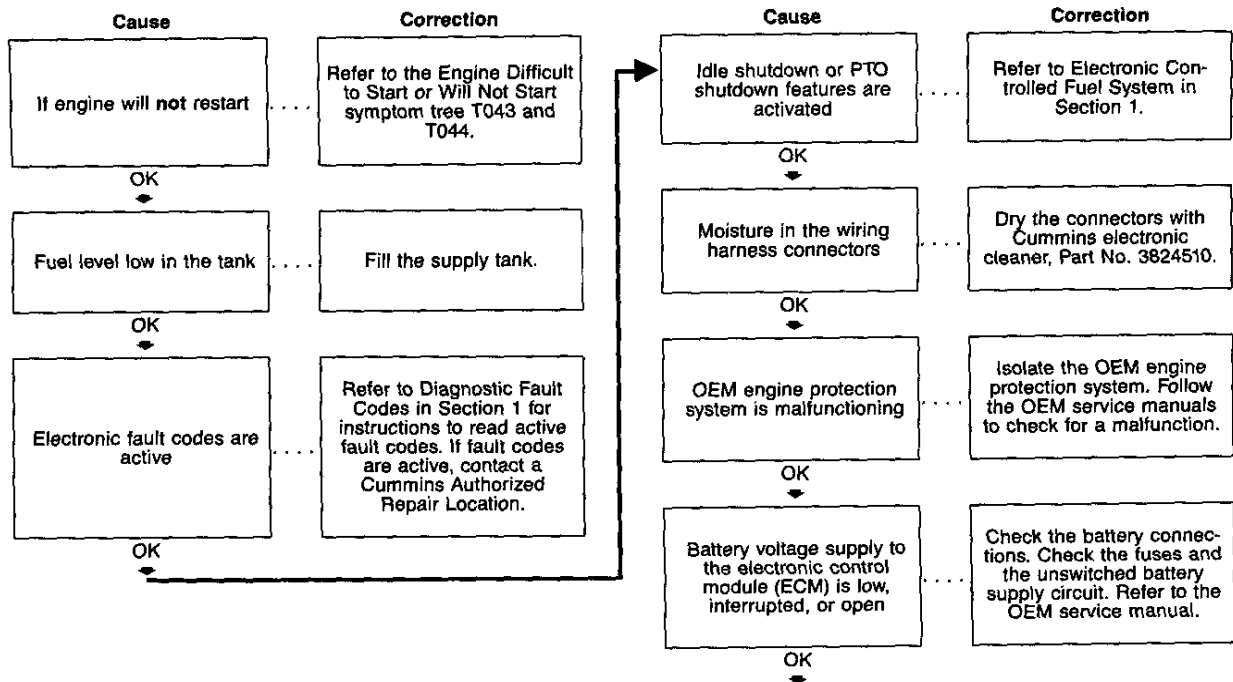 Cause
Correction
If engine will not restart
Refer to the Engine Difficult
to Start or Will Not Start
symptom tree T043 and
T044.
OK
Fuel level low in the tank
Fill the supply tank.
OK
Electronic fault codes are
active
Refer to Diagnostic Fault
Codes in Section 1 for
instructions to read active
fault codes. If fault codes
are active, contact a
Cummins Authorized
Repair Location.
OK
Cause
Correction
Idle shutdown or PTO
shutdown features are
activated
Refer to Electronic Con-
trolled Fuel System in
Section 1.
OK
Moisture in the wiring
harness connectors
Dry the connectors with
Cummins electronic
cleaner, Part No. 3824510.
OK
OEM engine protection
system is malfunctioning
Isolate the OEM engine
protection system. Follow
the OEM service manuals
to check for a malfunction.
OK
Battery voltage supply to
the electronic control
module (ECM) is low,
interrupted, or open
Check the battery connec-
tions. Check the fuses and
the unswitched battery
supply circuit. Refer to the
OEM service manual.
OK